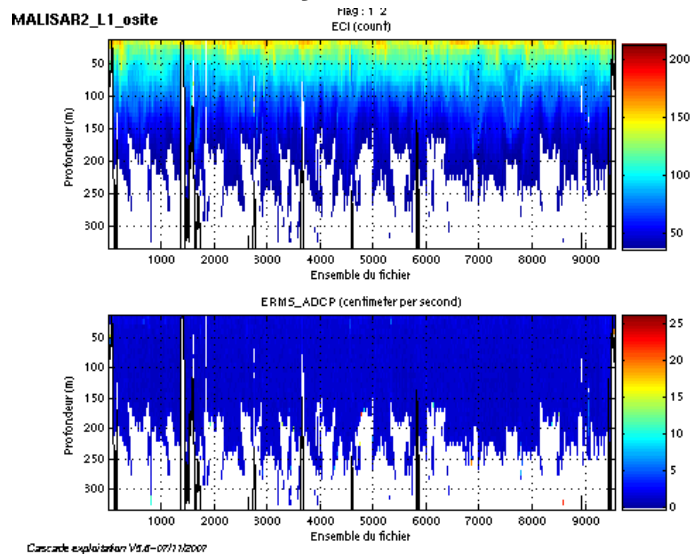 MALISAR2_L1_osite
Flag : 1 2
ECI (count)
50
100
150
200
250
300
Profondeur (m)
1000 2000 3000 4000 5000 6000 7000 8000 9000
Ensemble du fichier
200
150
100
50
ERMS_ADCP (centimeter per second)
50
100
150
200
250
300
Profondeur (m)
1000 2000 3000 4000 5000 6000 7000 8000 9000
Ensemble du fichier
25
20
15
10
5
0
Cascade exploitation V5.6-07/11/2007